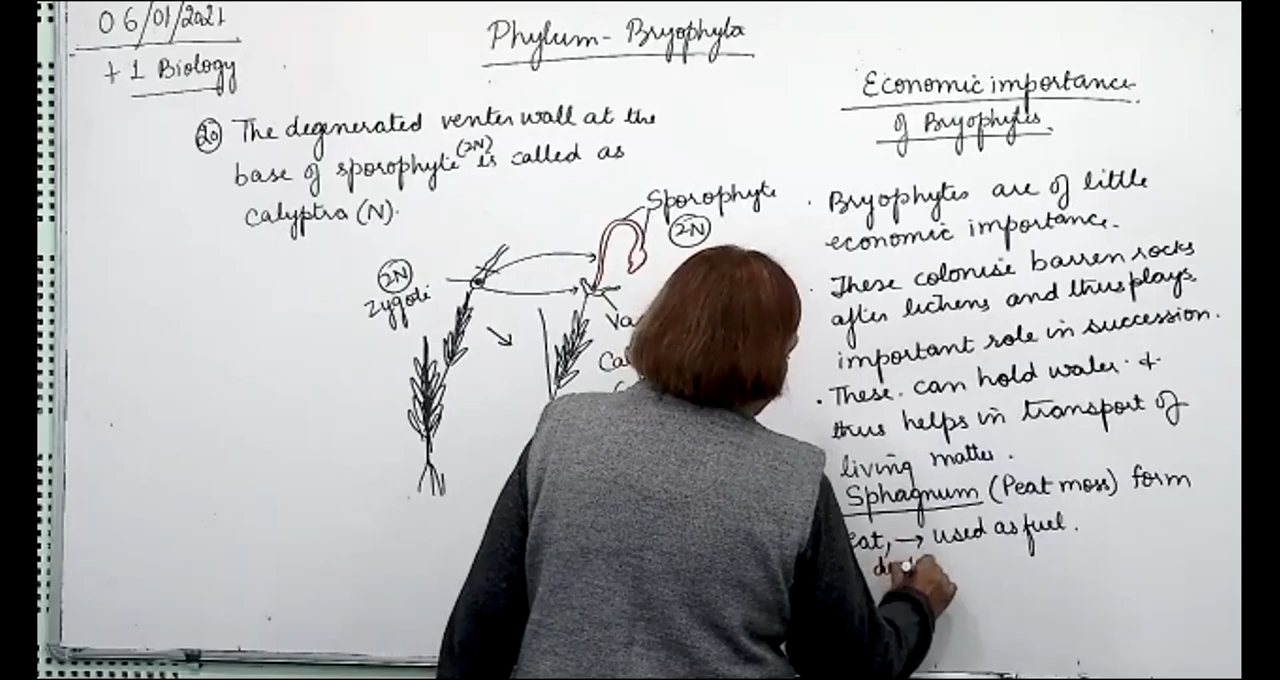 06/01/2021
+1 Biology
Phylum - Bryophyta
20 The degenerated venter wall at the
base of sporophyte (2N) is called as
Calyptra (N).
Sporophyte
2N
2N
Zygote
Va
Ca
Economic importance
of Bryophytes.
· Bryophytes are of little
economic importance.
· These colonise barren rocks
after lichens and thus plays
important role in succession.
· These can hold water &
thus helps in transport of
living matter.
Sphagnum (Peat moss) form
eat, → used as fuel.